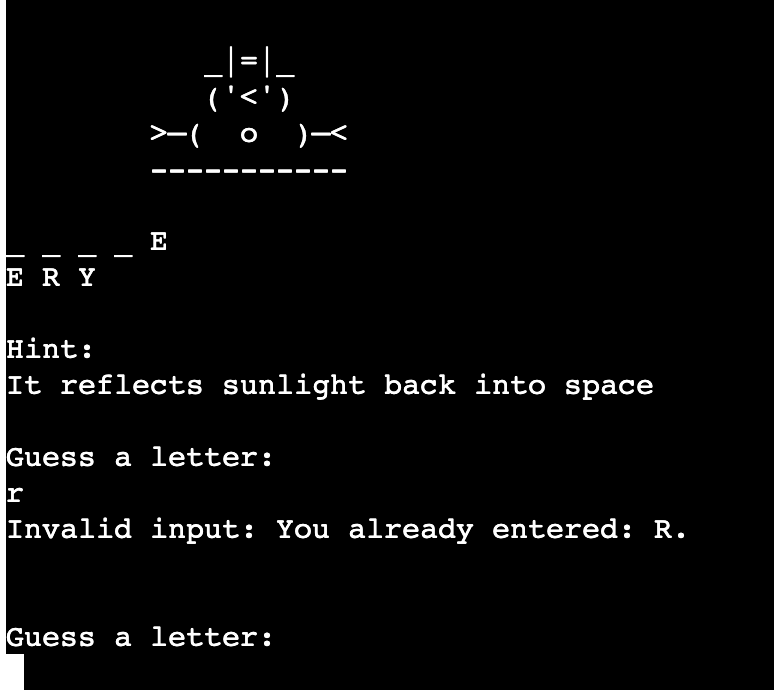 _|=|_
('<')
>-(  o  )-<
-----------
_ _ _ _ E
E R Y
Hint:
It reflects sunlight back into space
Guess a letter:
r
Invalid input: You already entered: R.
Guess a letter: